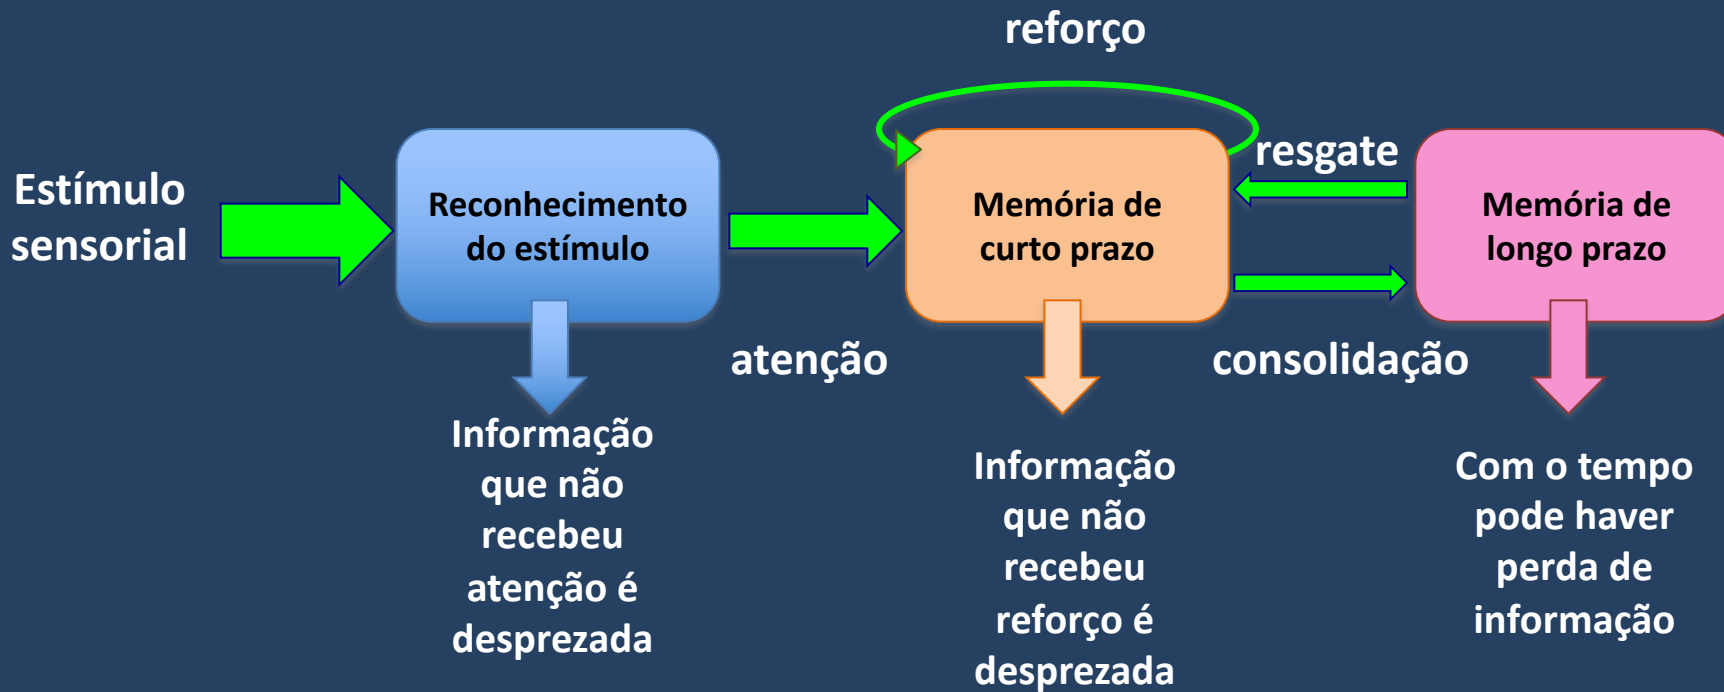 reforço
Estímulo
sensorial
Reconhecimento
do estímulo
Memória de
curto prazo
resgate
Memória de
longo prazo
atenção
consolidação
Informação
que não
recebeu
atenção é
desprezada
Informação
que não
recebeu
reforço é
desprezada
Com o tempo
pode haver
perda de
informação